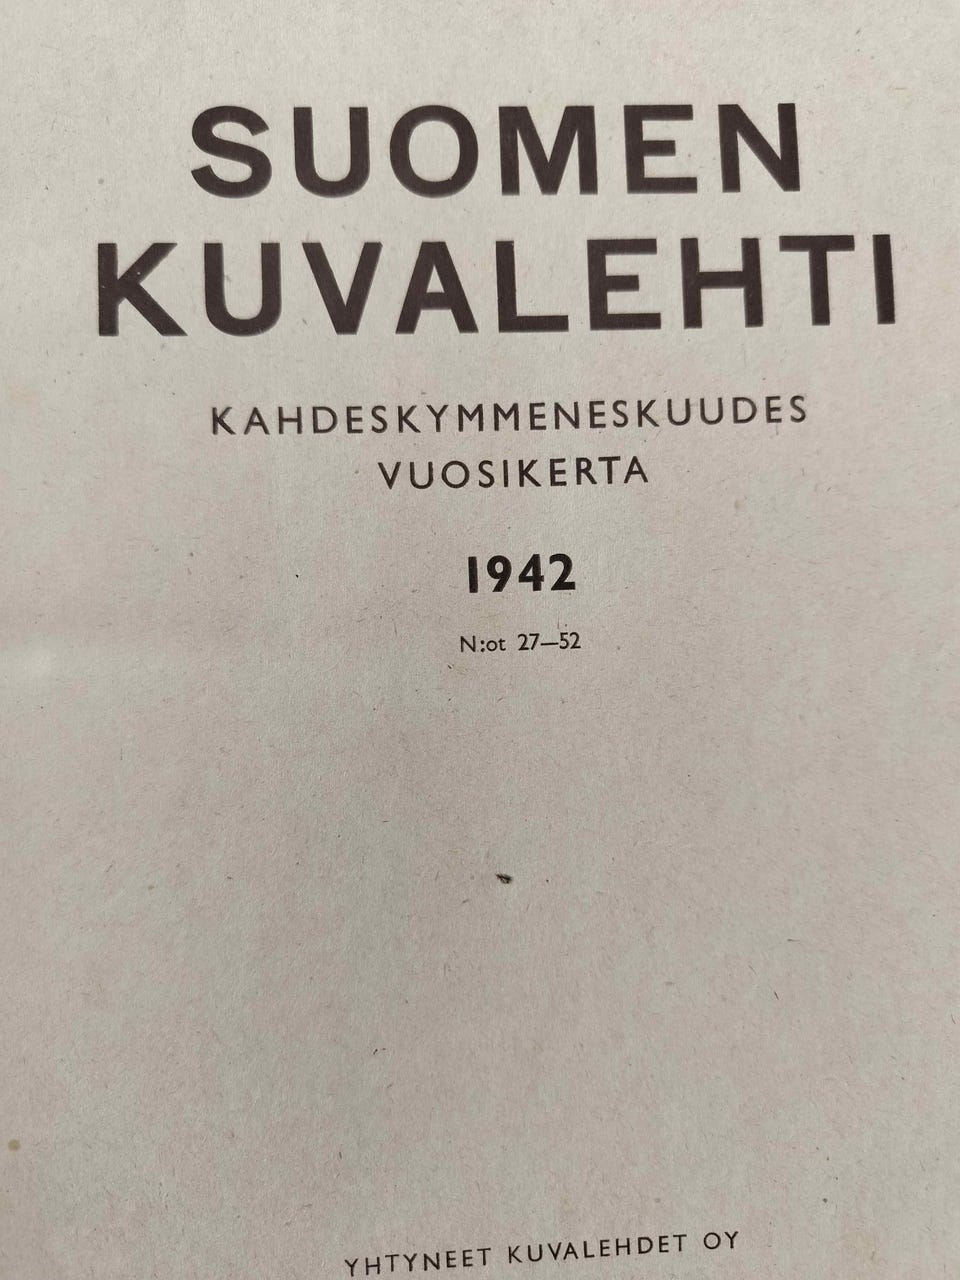 SUOMEN
KUVALEHTI
KAHDESKYMMENESKUUDES
VUOSIKERTA
1942
N:ot 27—52
YHTYNEET KUVALEHDET OY